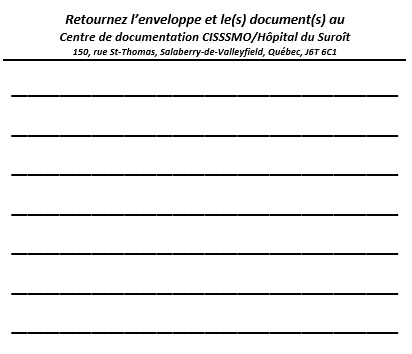 Retournez l'enveloppe et le(s) document(s) au
Centre de documentation CISSSMO/Hôpital du Suroît
150, rue St-Thomas, Salaberry-de-Valleyfield, Québec, J6T 6C1